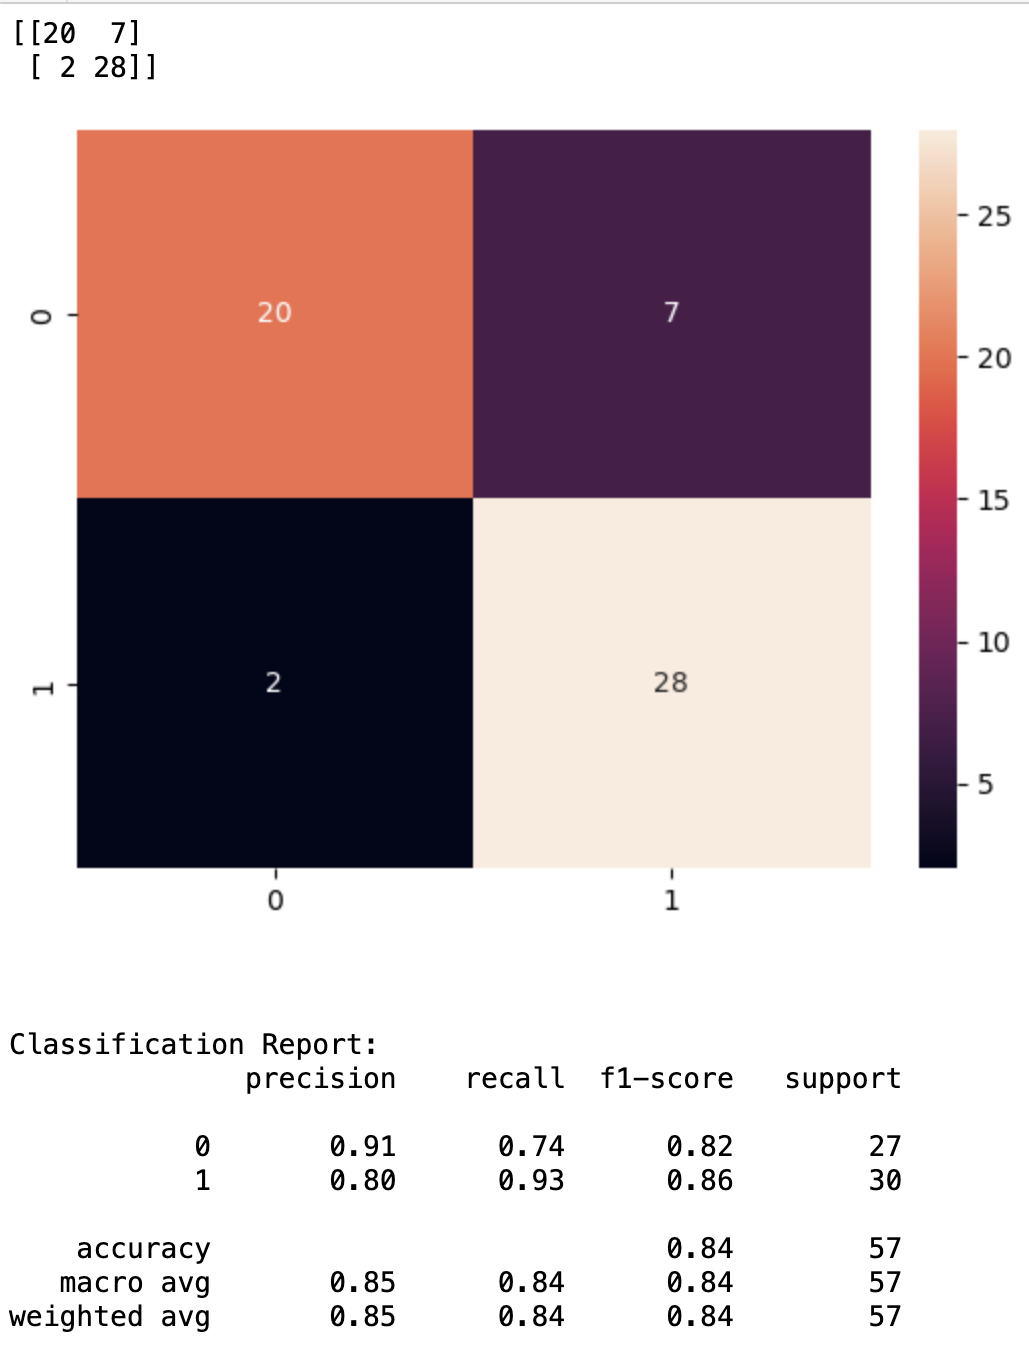 [[20  7]
 [ 2 28]]
25
0
20
7
20
15
10
1
2
28
5
0
1
Classification Report:
              precision    recall  f1-score   support

           0       0.91      0.74      0.82        27
           1       0.80      0.93      0.86        30

    accuracy                           0.84        57
   macro avg       0.85      0.84      0.84        57
weighted avg       0.85      0.84      0.84        57